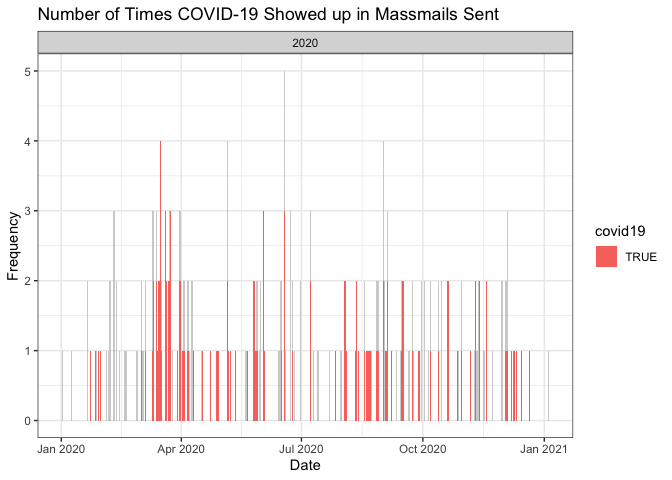 Number of Times COVID-19 Showed up in Massmails Sent
2020
5
4
3
2
1
0
Frequency
Jan 2020 Apr 2020 Jul 2020 Oct 2020 Jan 2021
Date
covid19
TRUE